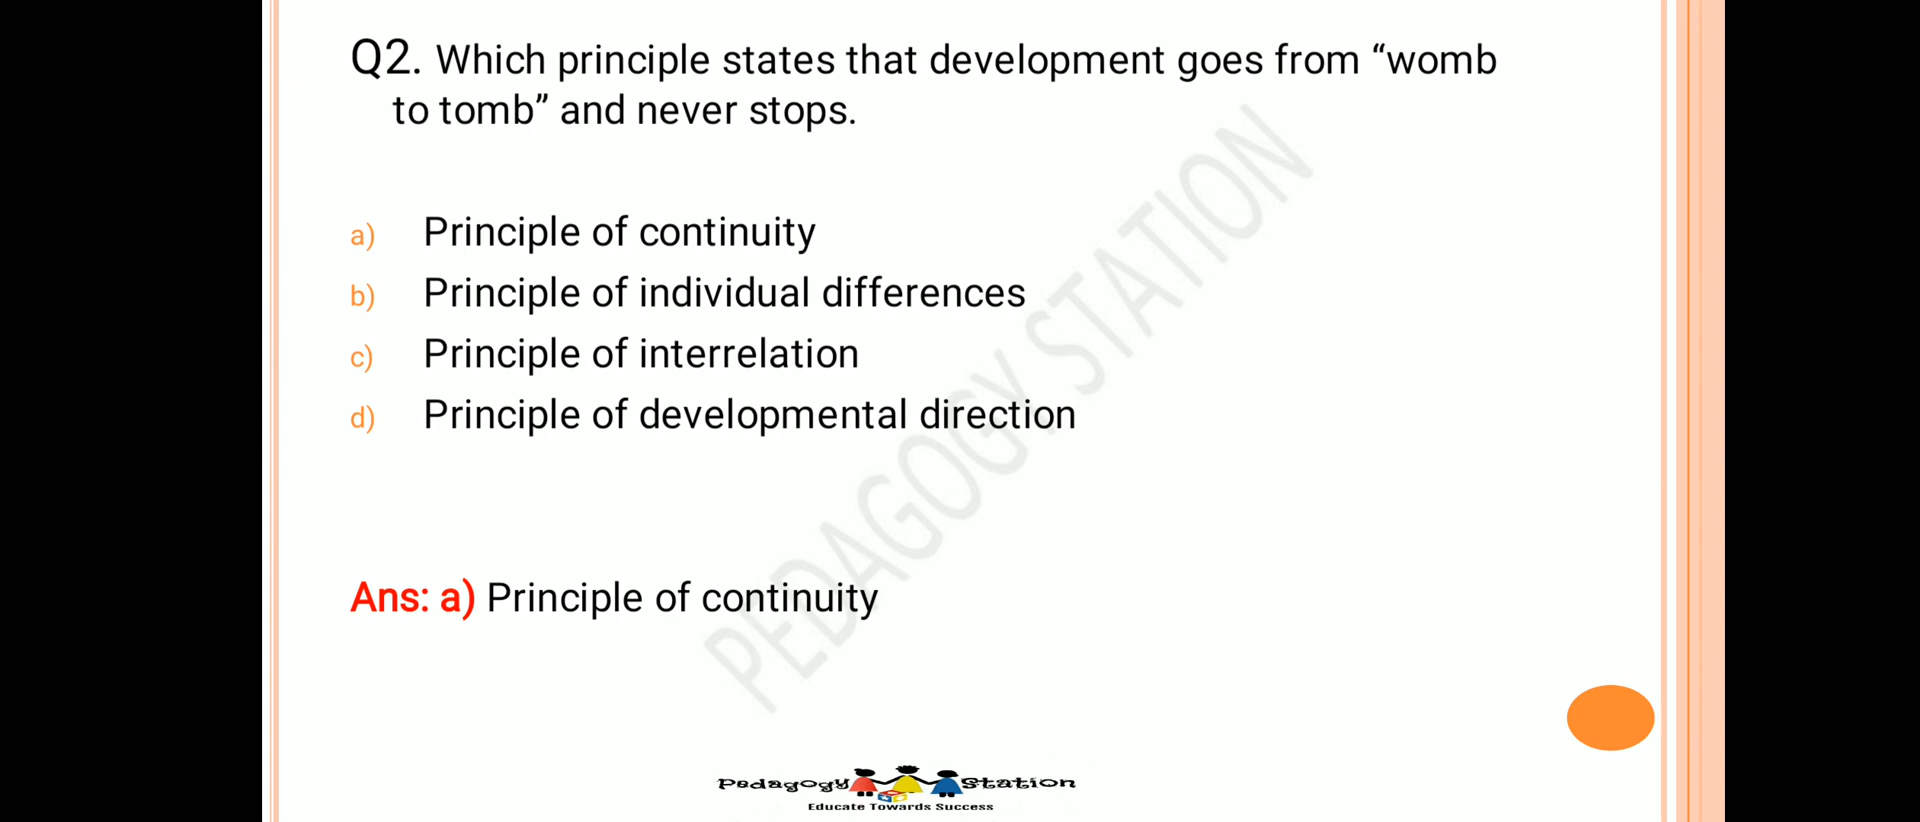 Q2. Which principle states that development goes from “womb
to tomb” and never stops.
a) Principle of continuity
b) Principle of individual differences
c) Principle of interrelation
d) Principle of developmental direction
Ans: a) Principle of continuity
PEDAGOGY STATION
Pedagogy Station
Educate Towards Success